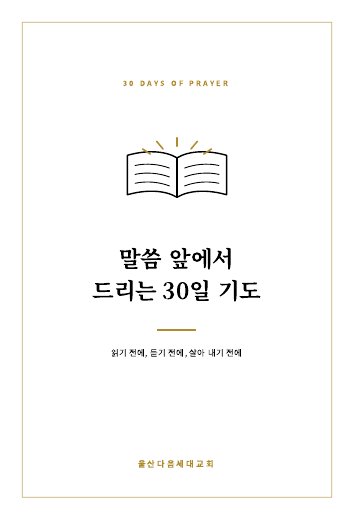 30 DAYS OF PRAYER
말씀 앞에서
드리는 30일 기도
읽기 전에, 듣기 전에, 살아 내기 전에
울산다음세대교회